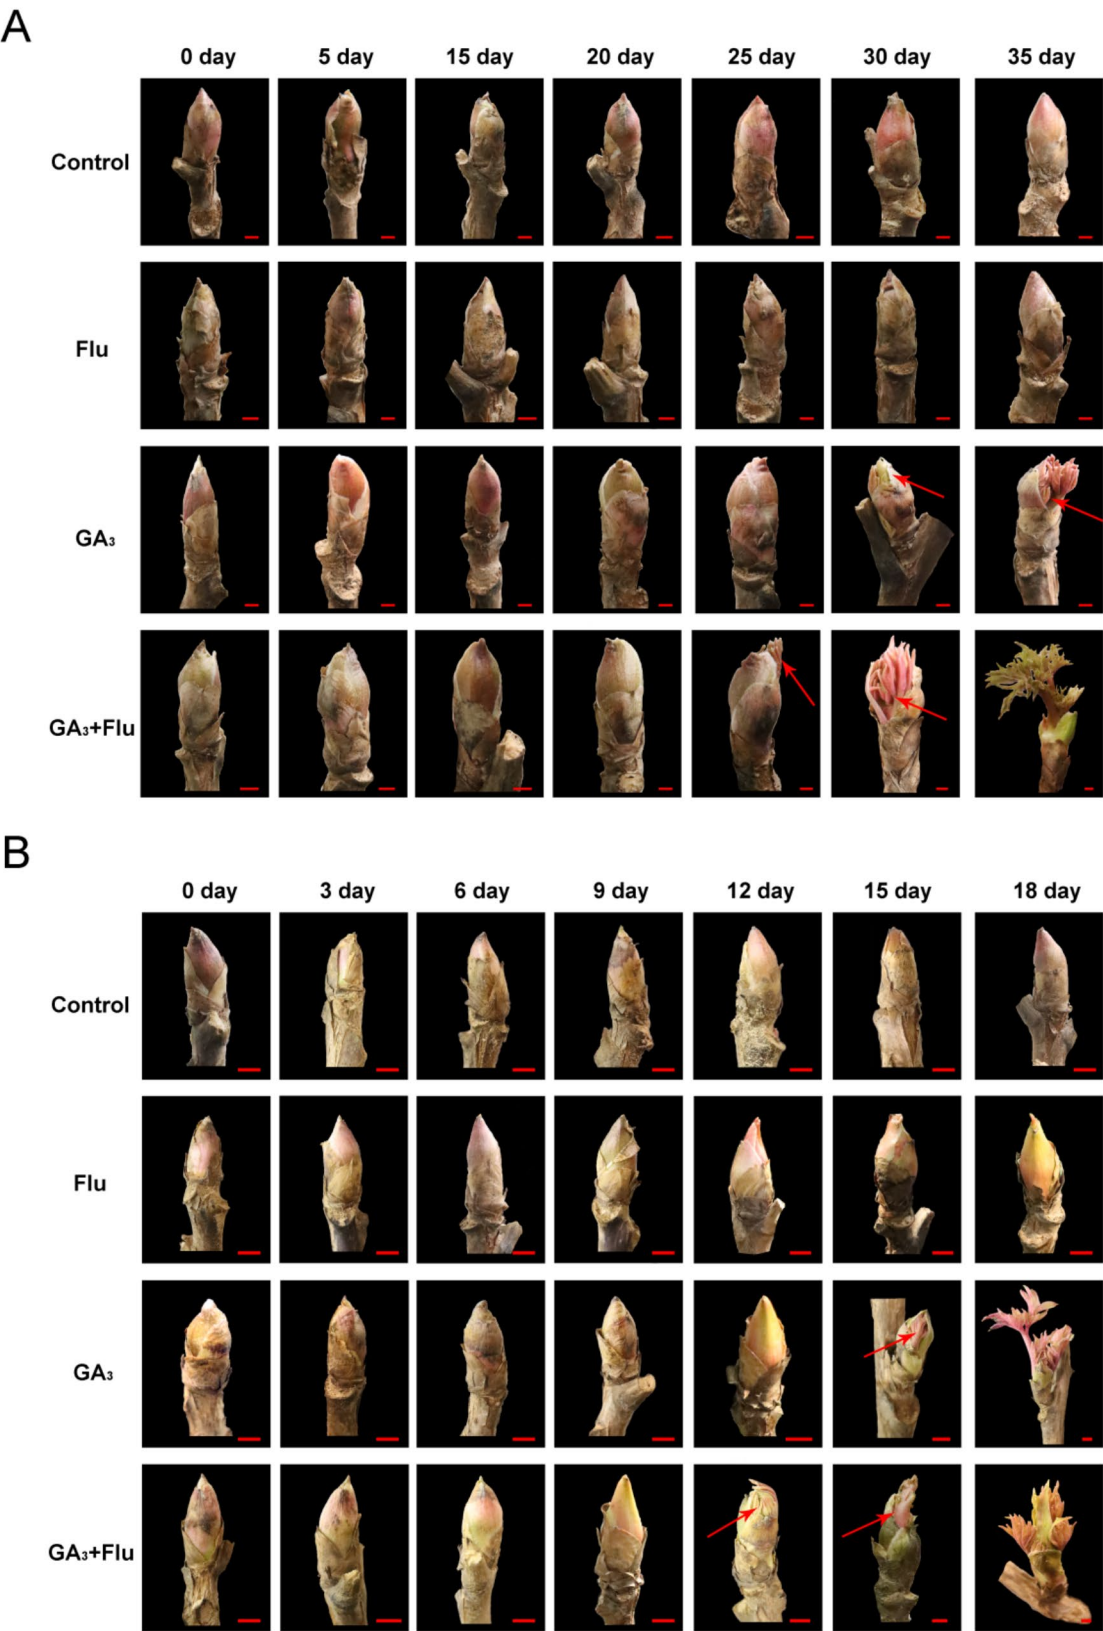 A
0 day 5 day 15 day 20 day 25 day 30 day 35 day
Control
Flu
GA₃
GA₃+Flu
B
0 day 3 day 6 day 9 day 12 day 15 day 18 day
Control
Flu
GA₃
GA₃+Flu